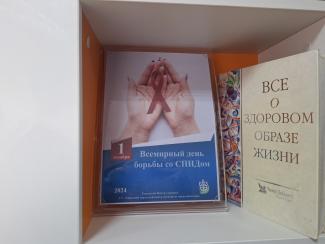 1
декабря
Всемирный день
борьбы со СПИДом
2024
ВСЕ
О
ЗДОРОВОМ
ОБРАЗЕ
ЖИЗНИ